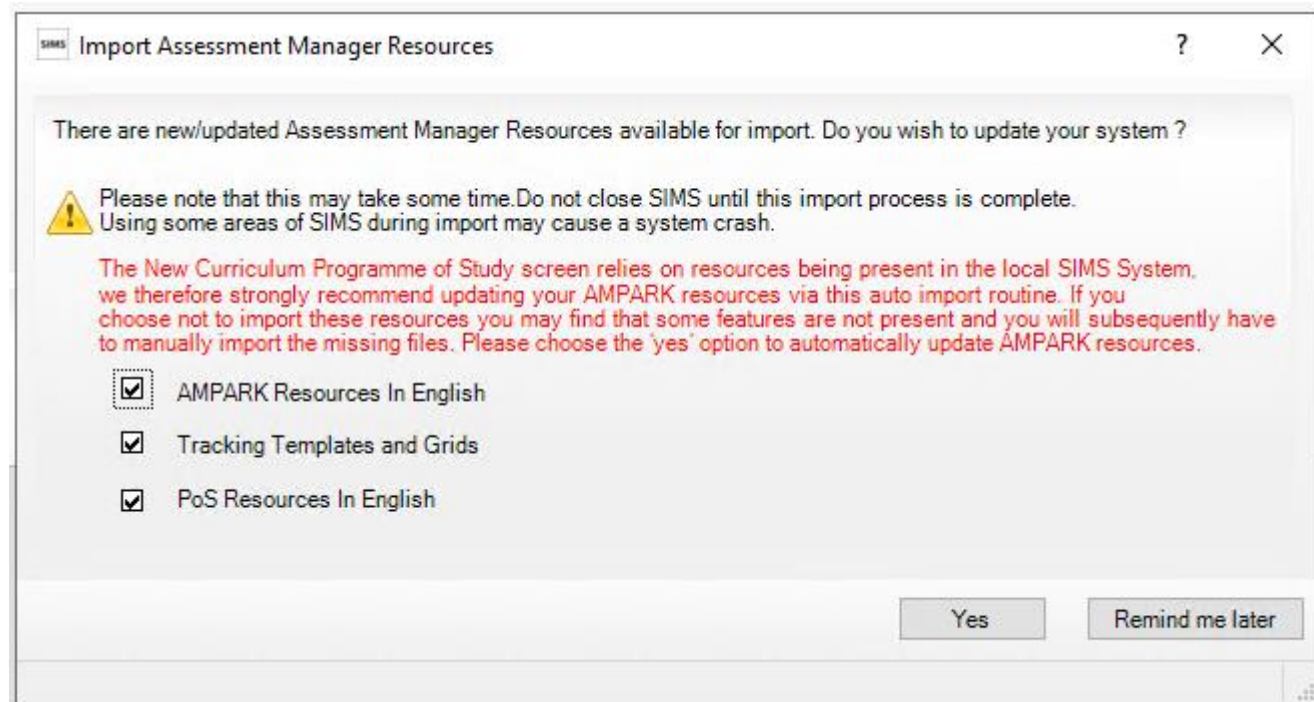 SIMS Import Assessment Manager Resources ?
There are new/updated Assessment Manager Resources available for import. Do you wish to update your system ?
Please note that this may take some time.Do not close SIMS until this import process is complete.
Using some areas of SIMS during import may cause a system crash.
The New Curriculum Programme of Study screen relies on resources being present in the local SIMS System,
we therefore strongly recommend updating your AMPARK resources via this auto import routine. If you
choose not to import these resources you may find that some features are not present and you will subsequently have
to manually import the missing files. Please choose the 'yes' option to automatically update AMPARK resources.
AMPARK Resources In English
Tracking Templates and Grids
PoS Resources In English
Yes Remind me later